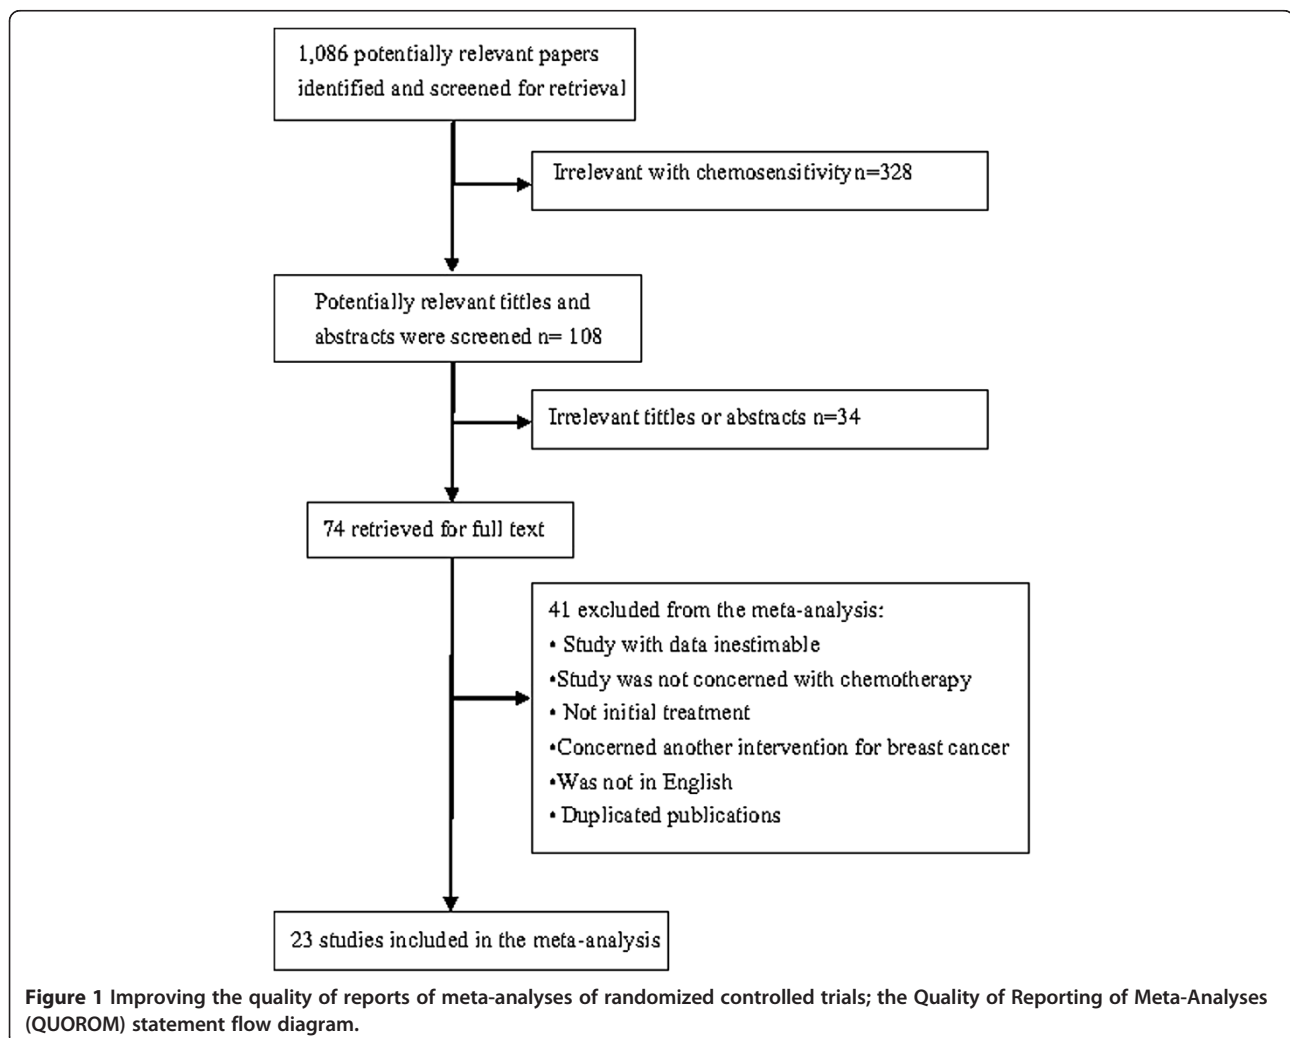 1,086 potentially relevant papers
identified and screened for retrieval
Irrelevant with chemosensitivity n=328
Potentially relevant tittles and
abstracts were screened n= 108
Irrelevant tittles or abstracts n=34
74 retrieved for full text
41 excluded from the meta-analysis:
• Study with data inestimable
•Study was not concerned with chemotherapy
• Not initial treatment
•Concerned another intervention for breast cancer
•Was not in English
• Duplicated publications
23 studies included in the meta-analysis
Figure 1 Improving the quality of reports of meta-analyses of randomized controlled trials; the Quality of Reporting of Meta-Analyses
(QUOROM) statement flow diagram.